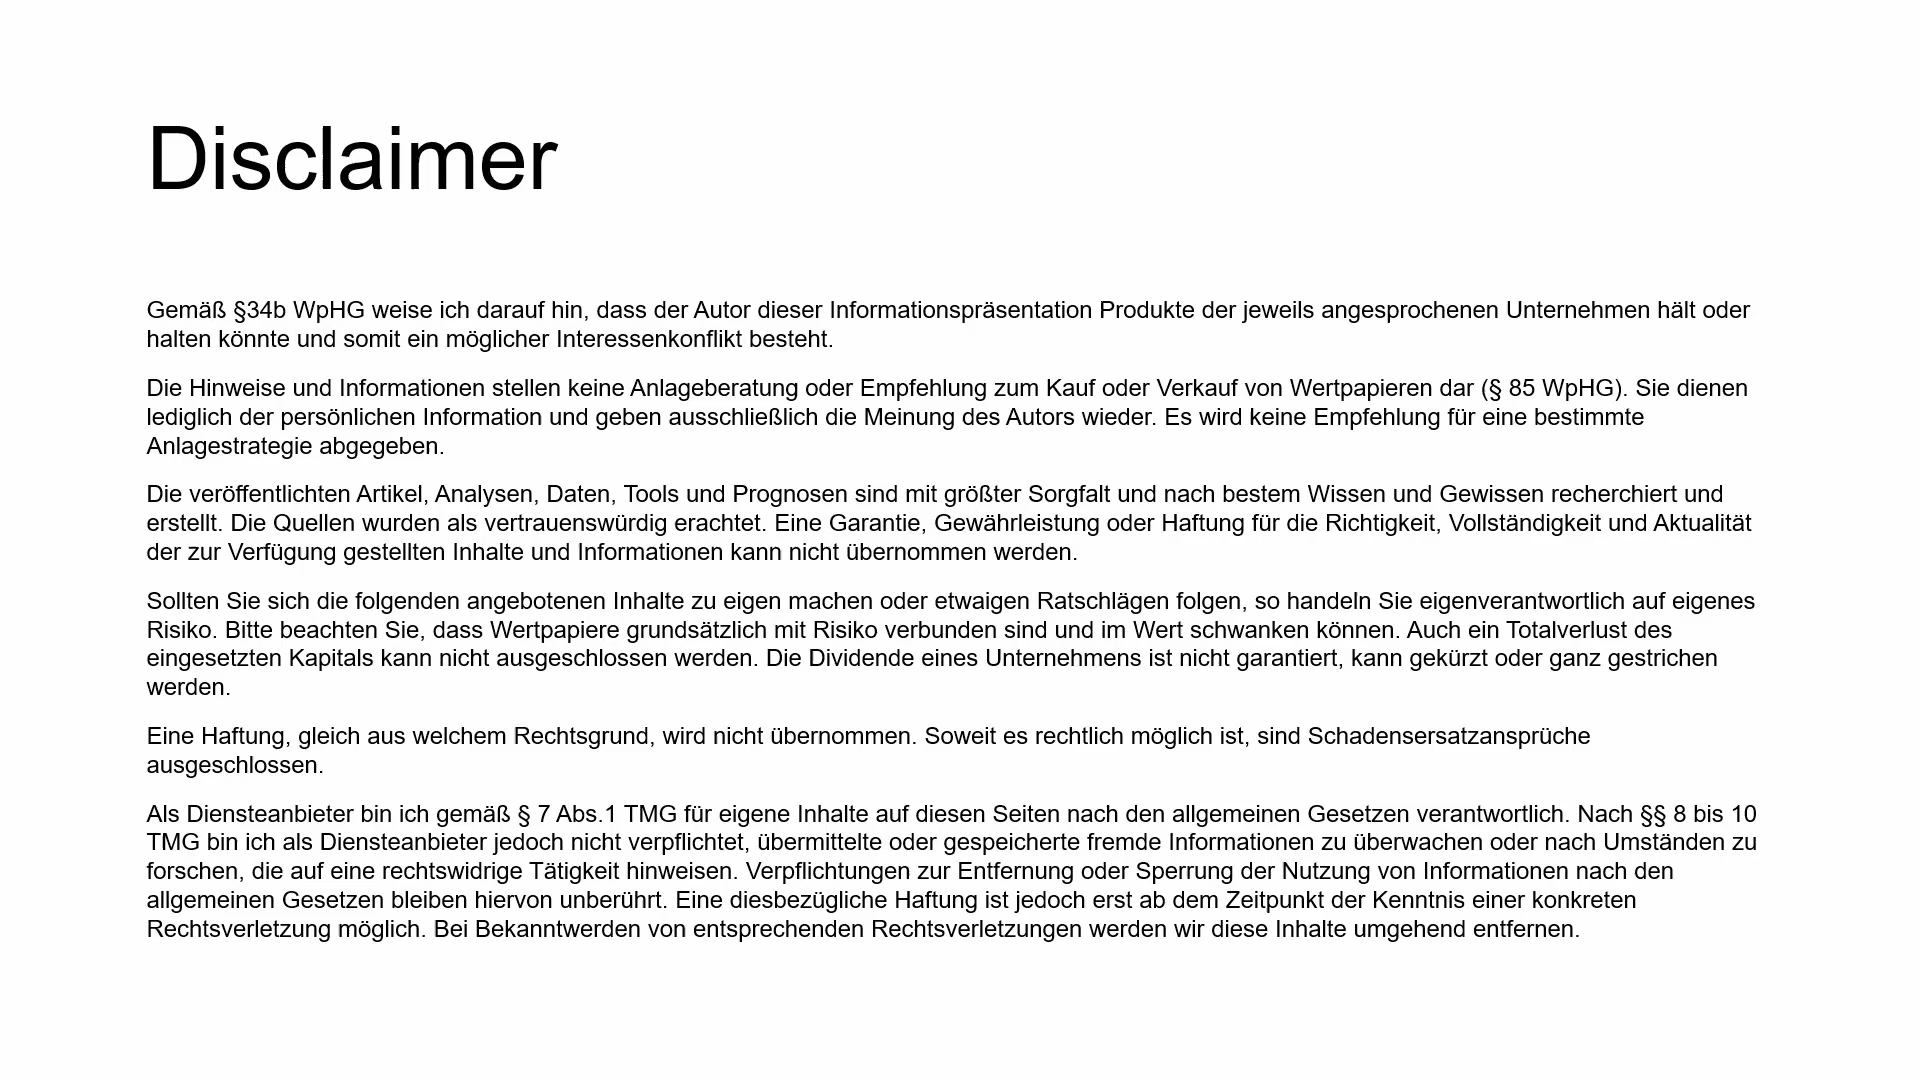 Disclaimer
Gemäß §34b WpHG weise ich darauf hin, dass der Autor dieser Informationspräsentation Produkte der jeweils angesprochenen Unternehmen hält oder
halten könnte und somit ein möglicher Interessenkonflikt besteht.
Die Hinweise und Informationen stellen keine Anlageberatung oder Empfehlung zum Kauf oder Verkauf von Wertpapieren dar (§ 85 WpHG). Sie dienen
lediglich der persönlichen Information und geben ausschließlich die Meinung des Autors wieder. Es wird keine Empfehlung für eine bestimmte
Anlagestrategie abgegeben.
Die veröffentlichten Artikel, Analysen, Daten, Tools und Prognosen sind mit größter Sorgfalt und nach bestem Wissen und Gewissen recherchiert und
erstellt. Die Quellen wurden als vertrauenswürdig erachtet. Eine Garantie, Gewährleistung oder Haftung für die Richtigkeit, Vollständigkeit und Aktualität
der zur Verfügung gestellten Inhalte und Informationen kann nicht übernommen werden.
Sollten Sie sich die folgenden angebotenen Inhalte zu eigen machen oder etwaigen Ratschlägen folgen, so handeln Sie eigenverantwortlich auf eigenes
Risiko. Bitte beachten Sie, dass Wertpapiere grundsätzlich mit Risiko verbunden sind und im Wert schwanken können. Auch ein Totalverlust des
eingesetzten Kapitals kann nicht ausgeschlossen werden. Die Dividende eines Unternehmens ist nicht garantiert, kann gekürzt oder ganz gestrichen
werden.
Eine Haftung, gleich aus welchem Rechtsgrund, wird nicht übernommen. Soweit es rechtlich möglich ist, sind Schadensersatzansprüche
ausgeschlossen.
Als Diensteanbieter bin ich gemäß § 7 Abs.1 TMG für eigene Inhalte auf diesen Seiten nach den allgemeinen Gesetzen verantwortlich. Nach §§ 8 bis 10
TMG bin ich als Diensteanbieter jedoch nicht verpflichtet, übermittelte oder gespeicherte fremde Informationen zu überwachen oder nach Umständen zu
forschen, die auf eine rechtswidrige Tätigkeit hinweisen. Verpflichtungen zur Entfernung oder Sperrung der Nutzung von Informationen nach den
allgemeinen Gesetzen bleiben hiervon unberührt. Eine diesbezügliche Haftung ist jedoch erst ab dem Zeitpunkt der Kenntnis einer konkreten
Rechtsverletzung möglich. Bei Bekanntwerden von entsprechenden Rechtsverletzungen werden wir diese Inhalte umgehend entfernen.